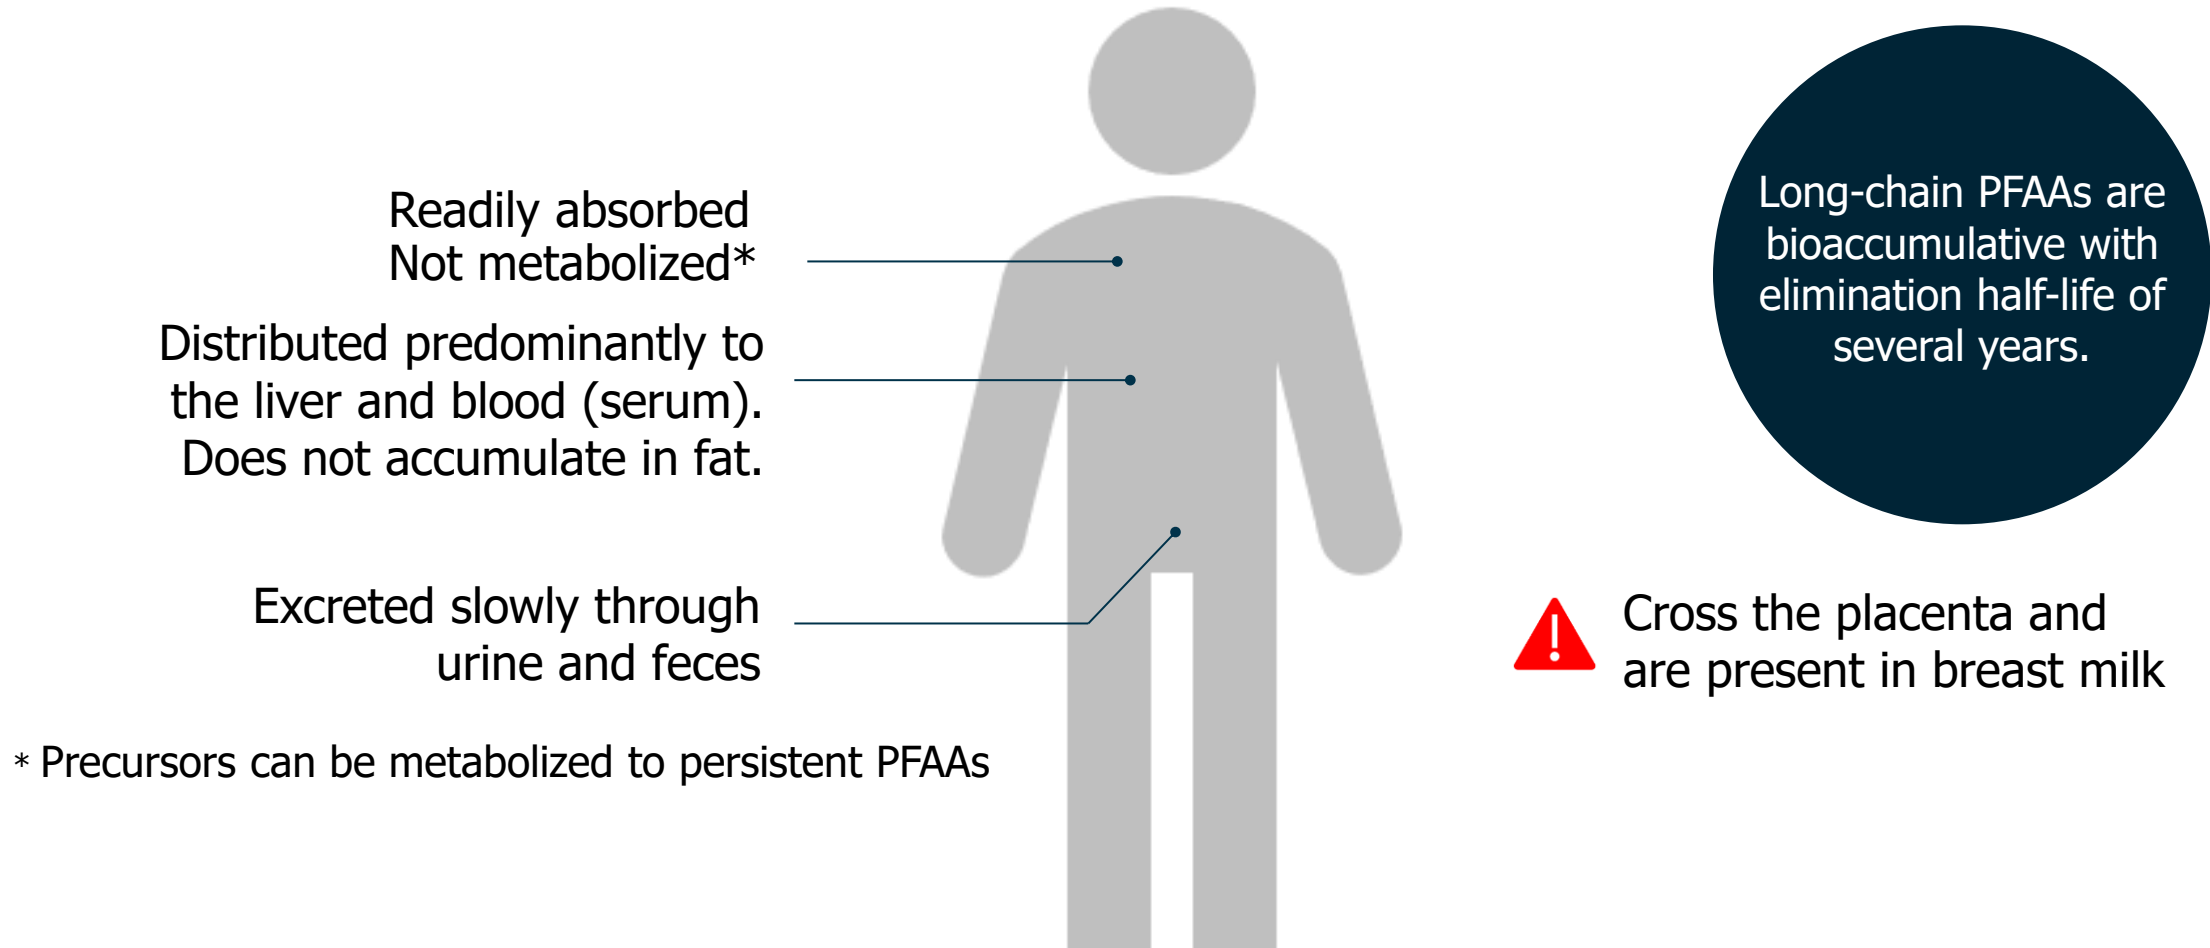 Readily absorbed
Not metabolized*
Distributed predominantly to
the liver and blood (serum).
Does not accumulate in fat.
Excreted slowly through
urine and feces
* Precursors can be metabolized to persistent PFAAs
Long-chain PFAAs are
bioaccumulative with
elimination half-life of
several years.
Cross the placenta and
are present in breast milk